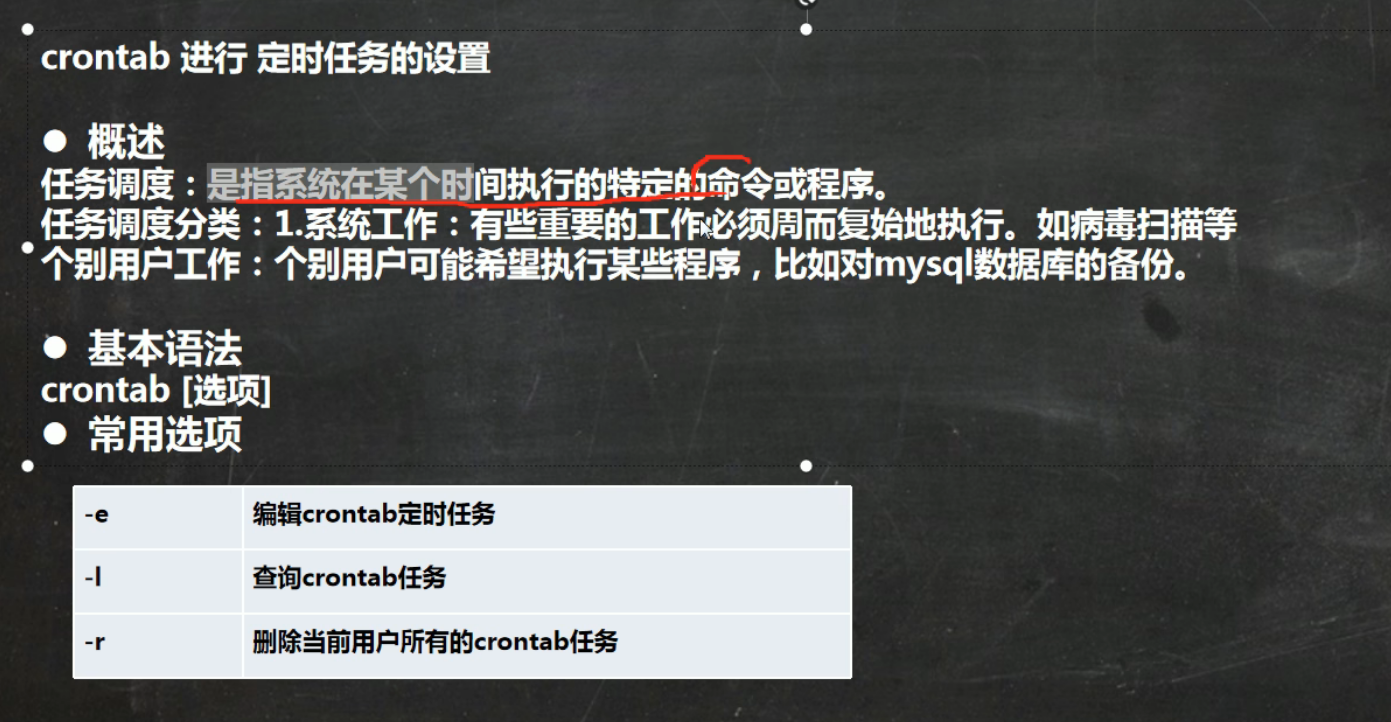 crontab 进行 定时任务的设置
● 概述
任务调度：是指系统在某个时间执行的特定的命令或程序。
任务调度分类：1.系统工作：有些重要的工作必须周而复始地执行。如病毒扫描等
个别用户工作：个别用户可能希望执行某些程序，比如对mysql数据库的备份。
● 基本语法
crontab [选项]
● 常用选项
-e 编辑crontab定时任务
-l 查询crontab任务
-r 删除当前用户所有的crontab任务